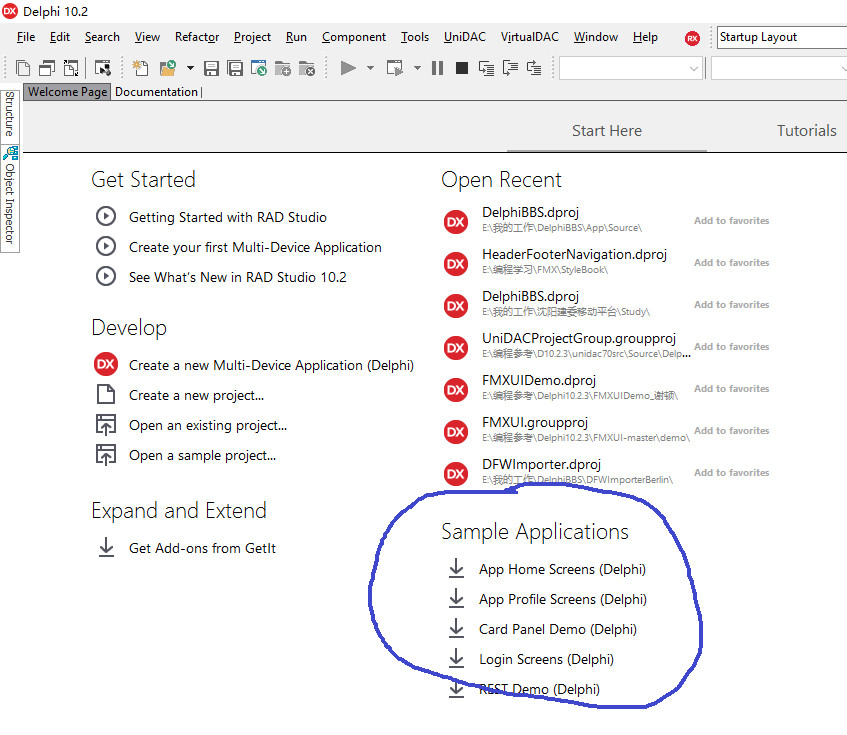 DX Delphi 10.2
File Edit Search View Refactor Project Run Component Tools UniDAC VirtualDAC Window Help RX Startup Layout
Welcome Page Documentation
Structure
Object Inspector
Start Here Tutorials
Get Started
Getting Started with RAD Studio
Create your first Multi-Device Application
See What's New in RAD Studio 10.2
Develop
DX Create a new Multi-Device Application (Delphi)
Create a new project...
Open an existing project...
Open a sample project...
Expand and Extend
Get Add-ons from GetIt
Open Recent
DX DelphiBBS.dproj
E:\我的工作\DelphiBBS\App\Source\
Add to favorites
DX HeaderFooterNavigation.dproj
E:\编程学习\FMX\StyleBook\
Add to favorites
DX DelphiBBS.dproj
E:\我的工作\沈阳建委移动平台\Study\
Add to favorites
DX UniDACProjectGroup.groupproj
E:\编程参考\D10.2.3\unidac70src\Source\Delp...
Add to favorites
DX FMXUIDemo.dproj
E:\编程参考\Delphi10.2.3\FMXUIDemo_谢顿\
Add to favorites
DX FMXUI.groupproj
E:\编程参考\Delphi10.2.3\FMXUI-master\demo\
Add to favorites
DX DFWImporter.dproj
E:\我的工作\DelphiBBS\DFWImporterBerlin\
Add to favorites
Sample Applications
App Home Screens (Delphi)
App Profile Screens (Delphi)
Card Panel Demo (Delphi)
Login Screens (Delphi)
REST Demo (Delphi)